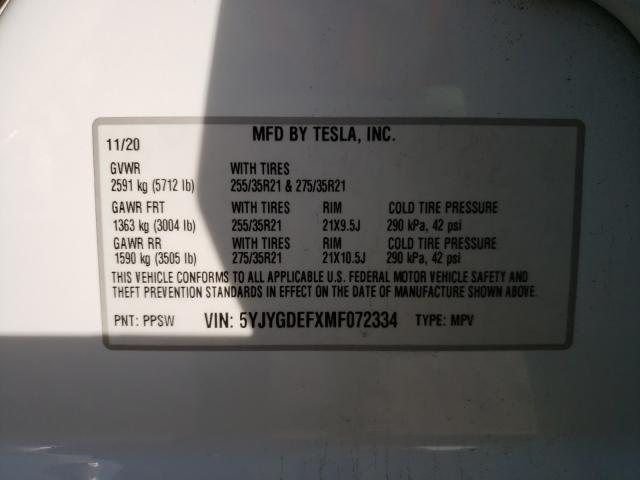 MFD BY TESLA, INC.
11/20
GVWR WITH TIRES
2591 kg (5712 lb) 255/35R21 & 275/35R21
GAWR FRT WITH TIRES RIM COLD TIRE PRESSURE
1363 kg (3004 lb) 255/35R21 21X9.5J 290 kPa, 42 psi
GAWR RR WITH TIRES RIM COLD TIRE PRESSURE
1590 kg (3505 lb) 275/35R21 21X10.5J 290 kPa, 42 psi
THIS VEHICLE CONFORMS TO ALL APPLICABLE U.S. FEDERAL MOTOR VEHICLE SAFETY AND
THEFT PREVENTION STANDARDS IN EFFECT ON THE DATE OF MANUFACTURE SHOWN ABOVE.
PNT: PPSW VIN: 5YJYGDEFXMF072334 TYPE: MPV